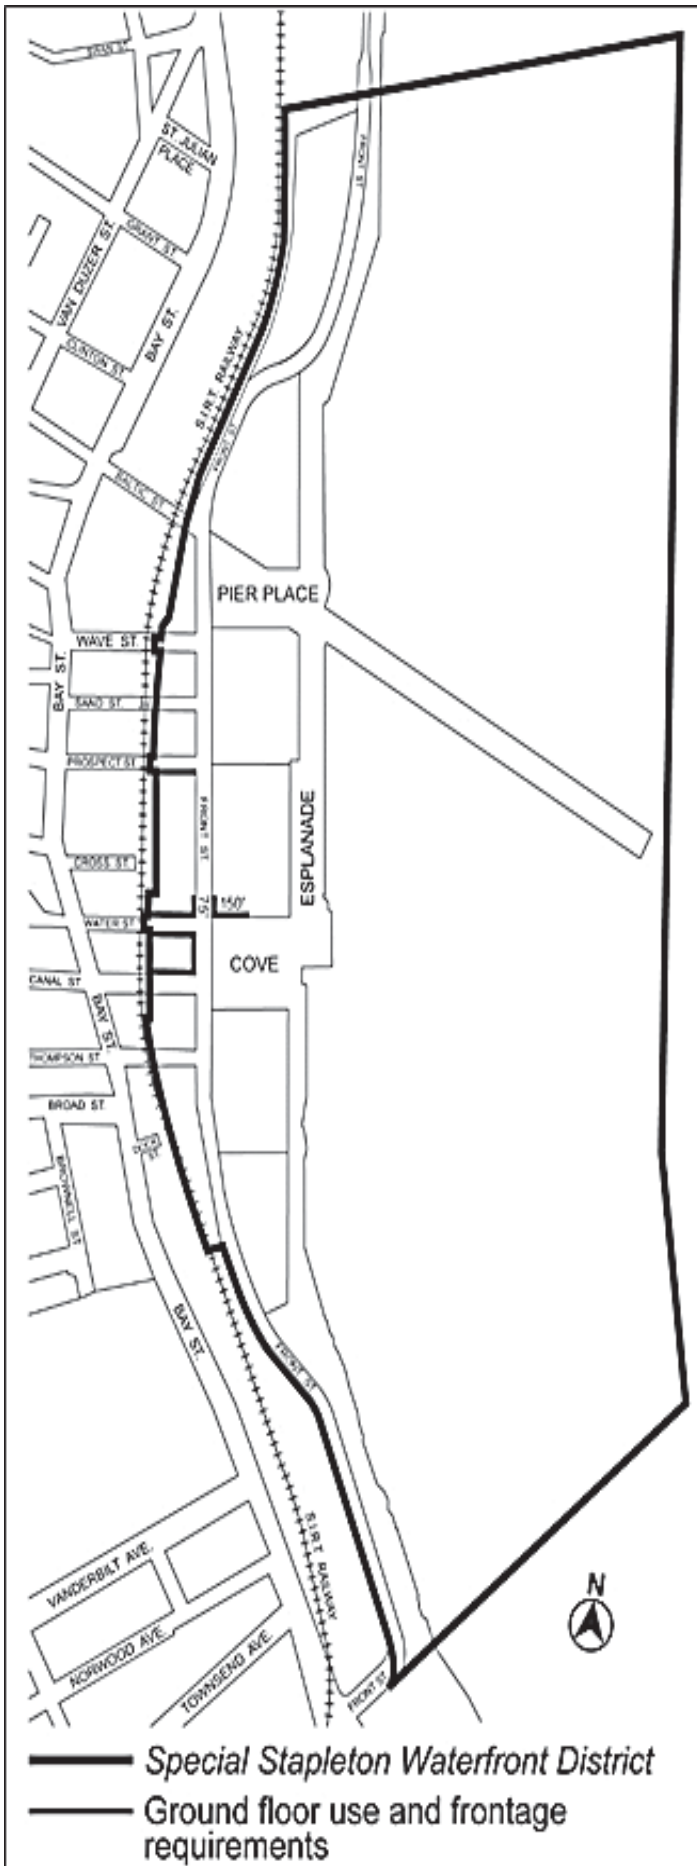 SWAN ST.
ST JULIAN
PLACE
FRONT ST
GRANT ST.
VAN DUZER ST.
BAY ST.
CLINTON ST.
S.I.R.T. RAILWAY
FRONT ST.
BALTIC ST.
PIER PLACE
WAVE ST.
BAY ST.
SAND ST.
PROSPECT ST.
FRONT ST.
ESPLANADE
CROSS ST.
75'
150'
WATER ST.
COVE
CANAL ST.
BAY ST.
THOMPSON ST.
BROAD ST.
BROWNELL ST
BAY ST.
FRONT ST.
S.I.R.T. RAILWAY
VANDERBILT AVE.
NORWOOD AVE.
TOWNSEND AVE.
FRONT ST.
N
Special Stapleton Waterfront District
Ground floor use and frontage
requirements